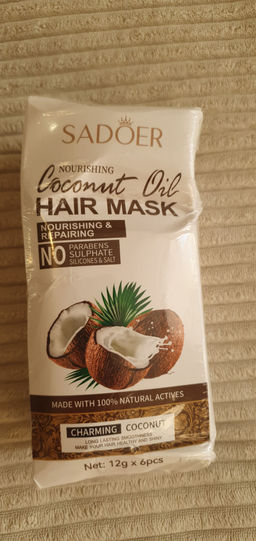 SADOER
NOURISHING
Coconut Oil
HAIR MASK
NOURISHING &
REPAIRING
NO PARABENS
SULPHATE
SILICONES & SALT
MADE WITH 100% NATURAL ACTIVES
CHARMING COCONUT
LONG LASTING SMOOTHNESS
MAKE YOUR HAIR HEALTHY AND SHINY
Net: 12g x 6pcs